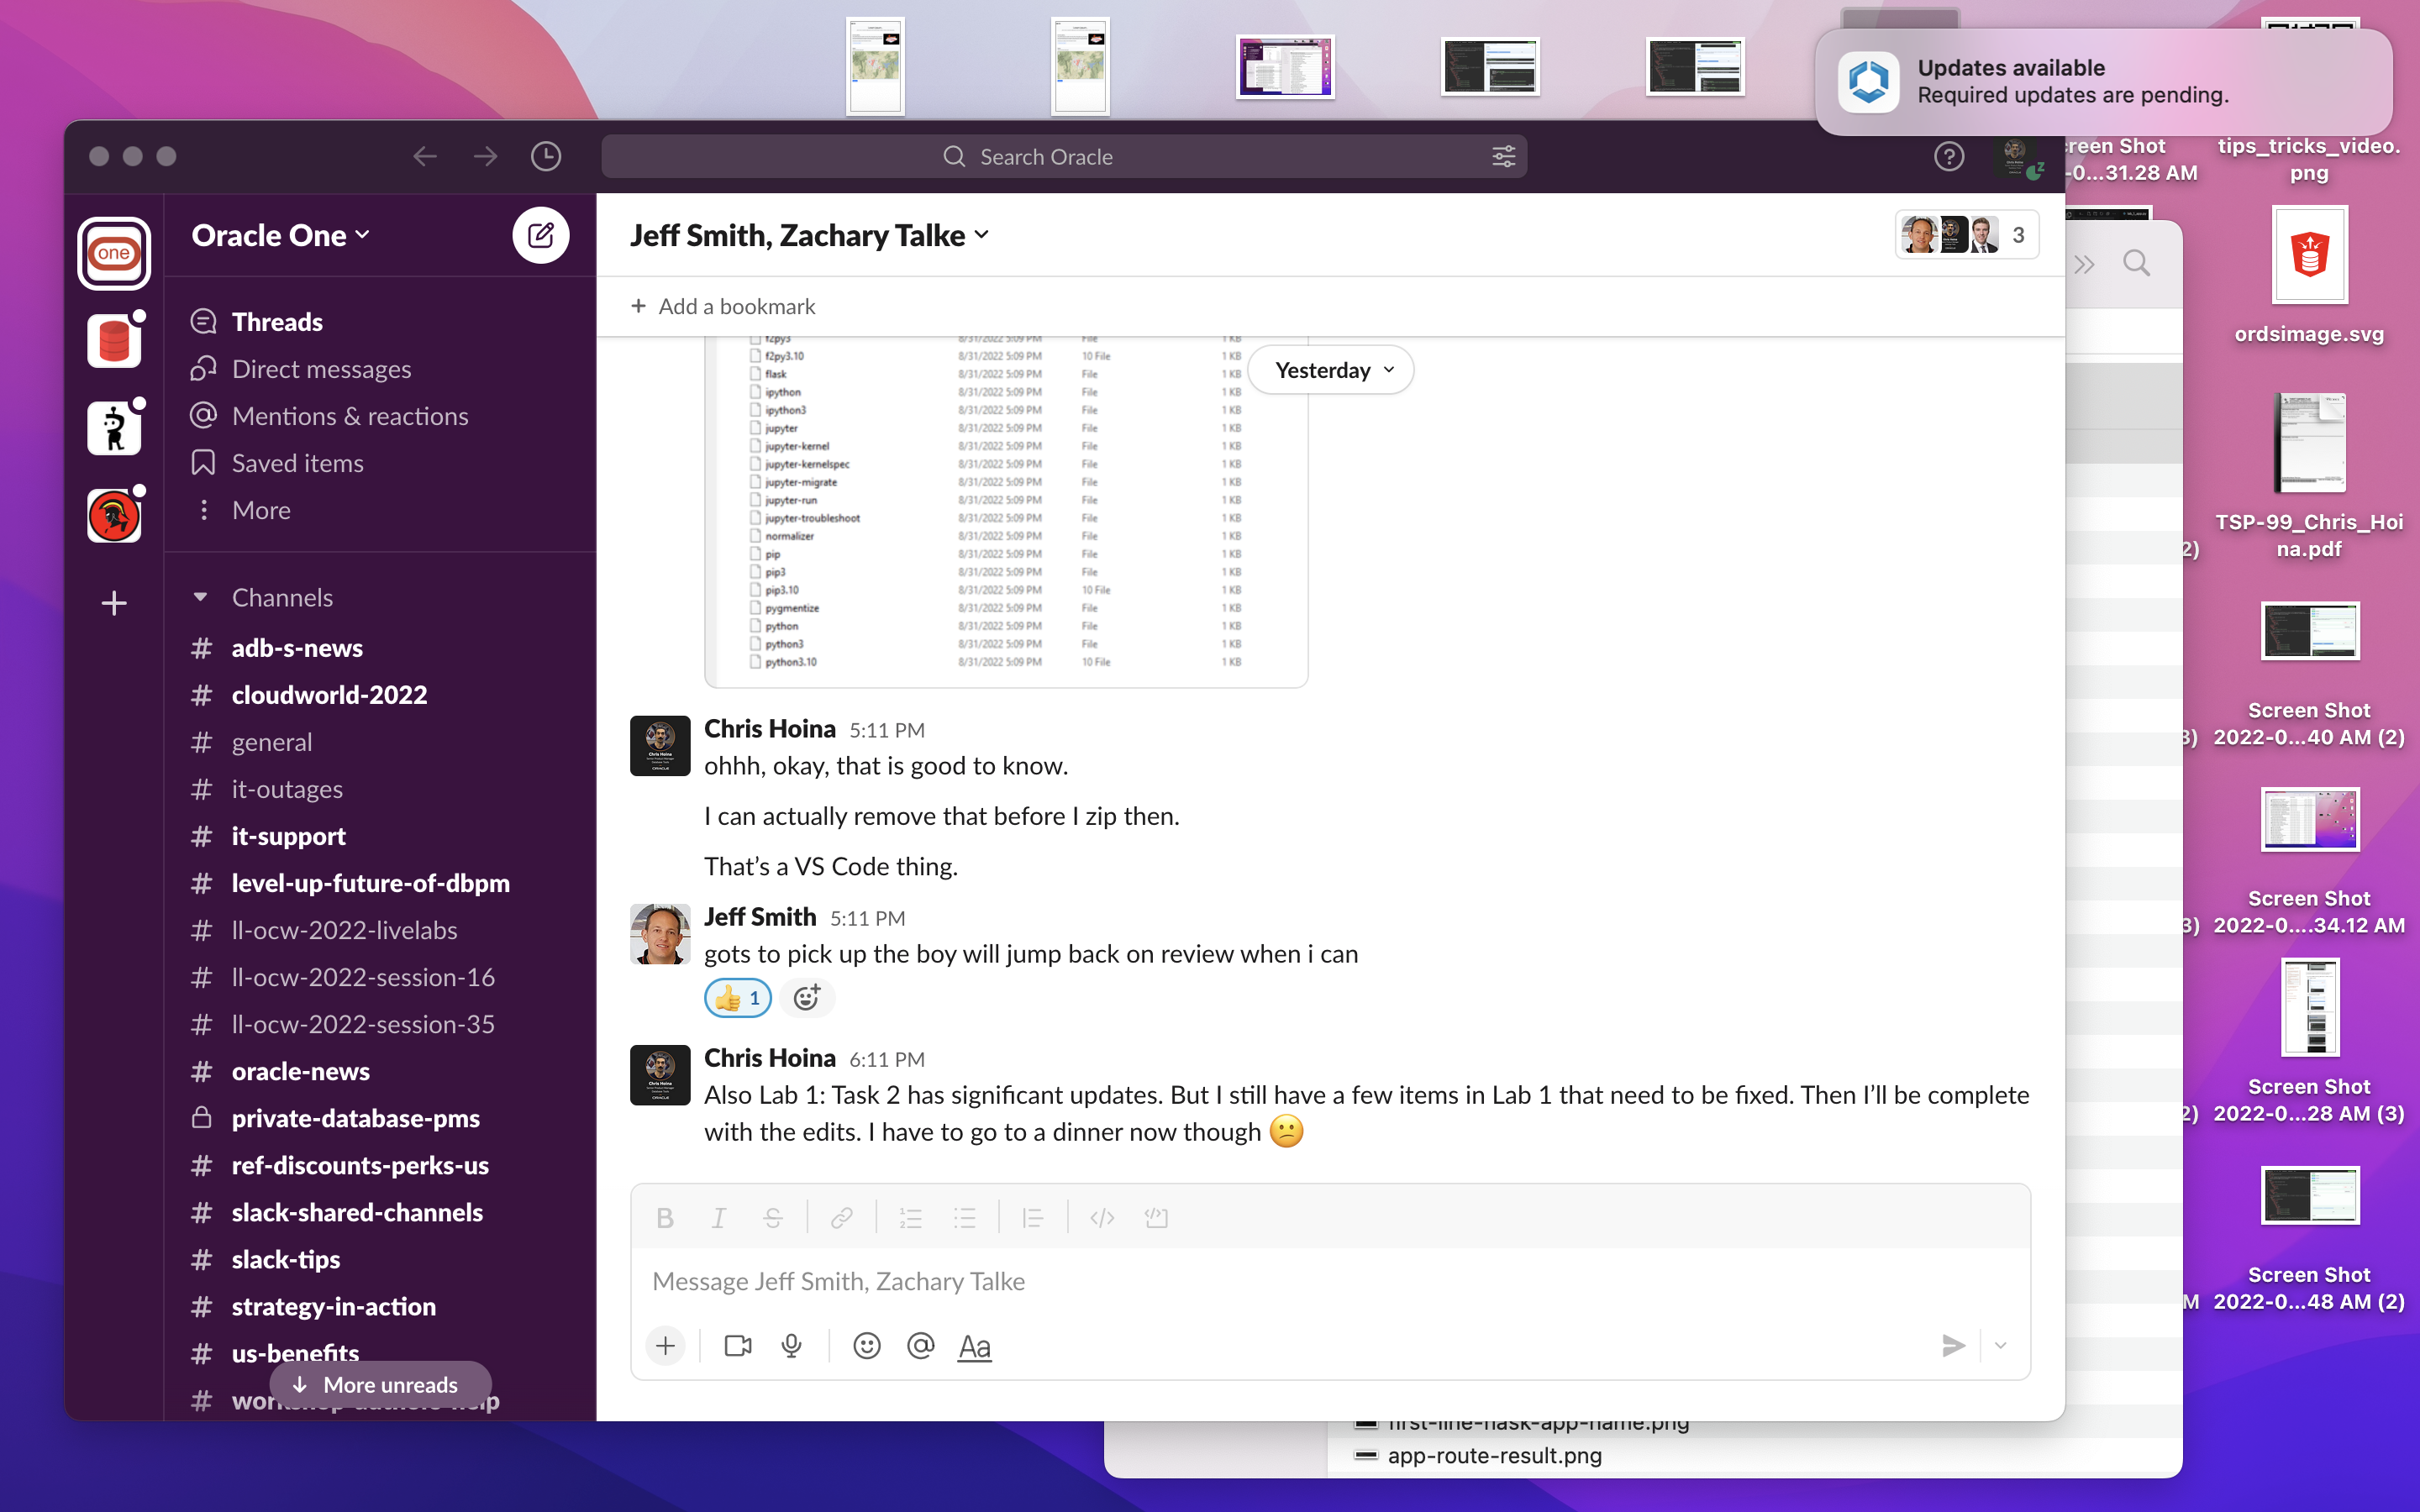 Updates available
Required updates are pending.
Search Oracle
creen Shot
-0...31.28 AM
tips_tricks_video.
png
one
Oracle One
Jeff Smith, Zachary Talke
3
Add a bookmark
Threads
Direct messages
Mentions & reactions
Saved items
More
Channels
# adb-s-news
# cloudworld-2022
# general
# it-outages
# it-support
# level-up-future-of-dbpm
# ll-ocw-2022-livelabs
# ll-ocw-2022-session-16
# ll-ocw-2022-session-35
# oracle-news
private-database-pms
# ref-discounts-perks-us
# slack-shared-channels
# slack-tips
# strategy-in-action
# us-benefits
More unreads
Yesterday
f2py3 8/31/2022 5:09 PM File 1 KB
f2py3.10 8/31/2022 5:09 PM 10 File 1 KB
flask 8/31/2022 5:09 PM File 1 KB
ipython 8/31/2022 5:09 PM File 1 KB
ipython3 8/31/2022 5:09 PM File 1 KB
jupyter 8/31/2022 5:09 PM File 1 KB
jupyter-kernel 8/31/2022 5:09 PM File 1 KB
jupyter-kernelspec 8/31/2022 5:09 PM File 1 KB
jupyter-migrate 8/31/2022 5:09 PM File 1 KB
jupyter-run 8/31/2022 5:09 PM File 1 KB
jupyter-troubleshoot 8/31/2022 5:09 PM File 1 KB
normalizer 8/31/2022 5:09 PM File 1 KB
pip 8/31/2022 5:09 PM File 1 KB
pip3 8/31/2022 5:09 PM File 1 KB
pip3.10 8/31/2022 5:09 PM 10 File 1 KB
pygmentize 8/31/2022 5:09 PM File 1 KB
python 8/31/2022 5:09 PM File 1 KB
python3 8/31/2022 5:09 PM File 1 KB
python3.10 8/31/2022 5:09 PM 10 File 1 KB
Chris Hoina 5:11 PM
ohhh, okay, that is good to know.
I can actually remove that before I zip then.
That’s a VS Code thing.
Jeff Smith 5:11 PM
gots to pick up the boy will jump back on review when i can
👍 1
Chris Hoina 6:11 PM
Also Lab 1: Task 2 has significant updates. But I still have a few items in Lab 1 that need to be fixed. Then I’ll be complete
with the edits. I have to go to a dinner now though 😕
B I S
Message Jeff Smith, Zachary Talke
@ Aa
first-line-flask-app-name.png
app-route-result.png
ordsimage.svg
TSP-99_Chris_Hoi
na.pdf
2)
Screen Shot
3) 2022-0...40 AM (2)
Screen Shot
3) 2022-0....34.12 AM
Screen Shot
2) 2022-0...28 AM (3)
Screen Shot
M 2022-0...48 AM (2)